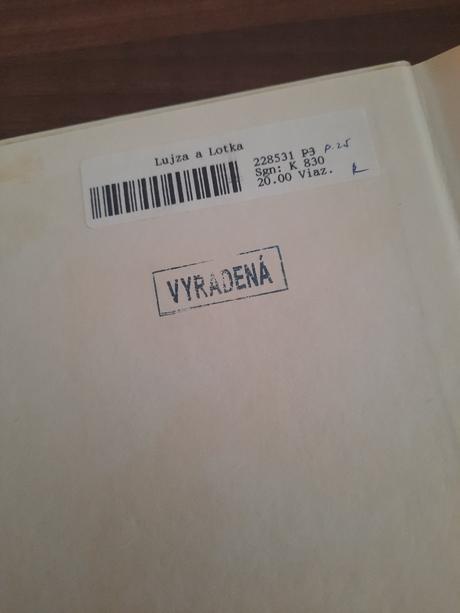 Lujza a Lotka
228531 P3 p.25
Sgn: K 830
20.00 Viaz.
VYRADENÁ